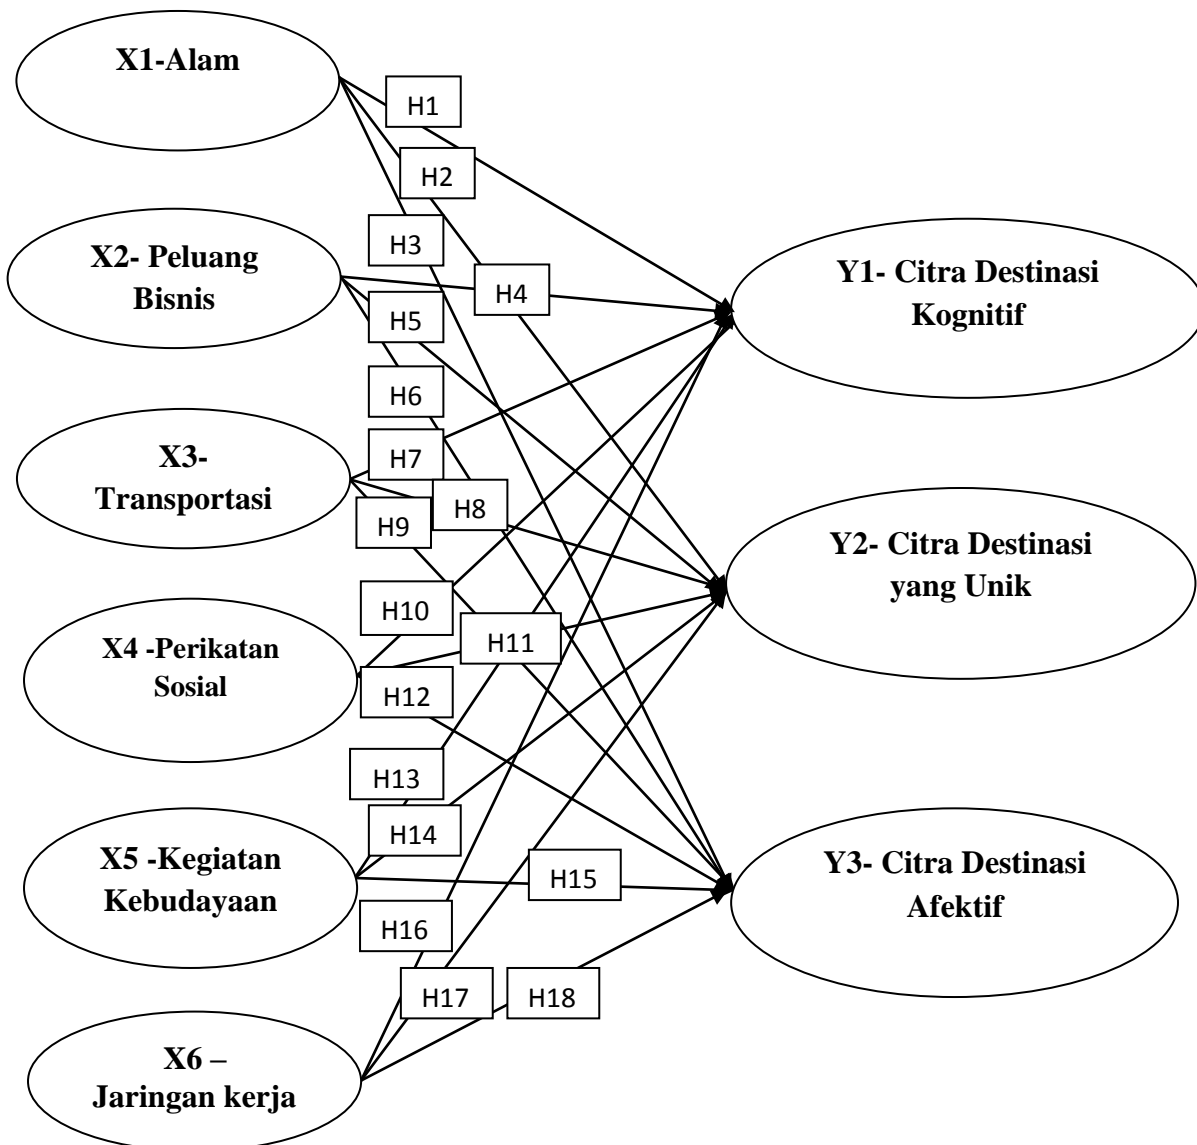 X1-Alam
H1
H2
H3
X2- Peluang
Bisnis
H4
H5
H6
Y1- Citra Destinasi
Kognitif
X3-
Transportasi
H7
H8
H9
Y2- Citra Destinasi
yang Unik
X4 -Perikatan
Sosial
H10
H11
H12
X5 -Kegiatan
Kebudayaan
H13
H14
H15
Y3- Citra Destinasi
Afektif
H16
H17
H18
X6 –
Jaringan kerja